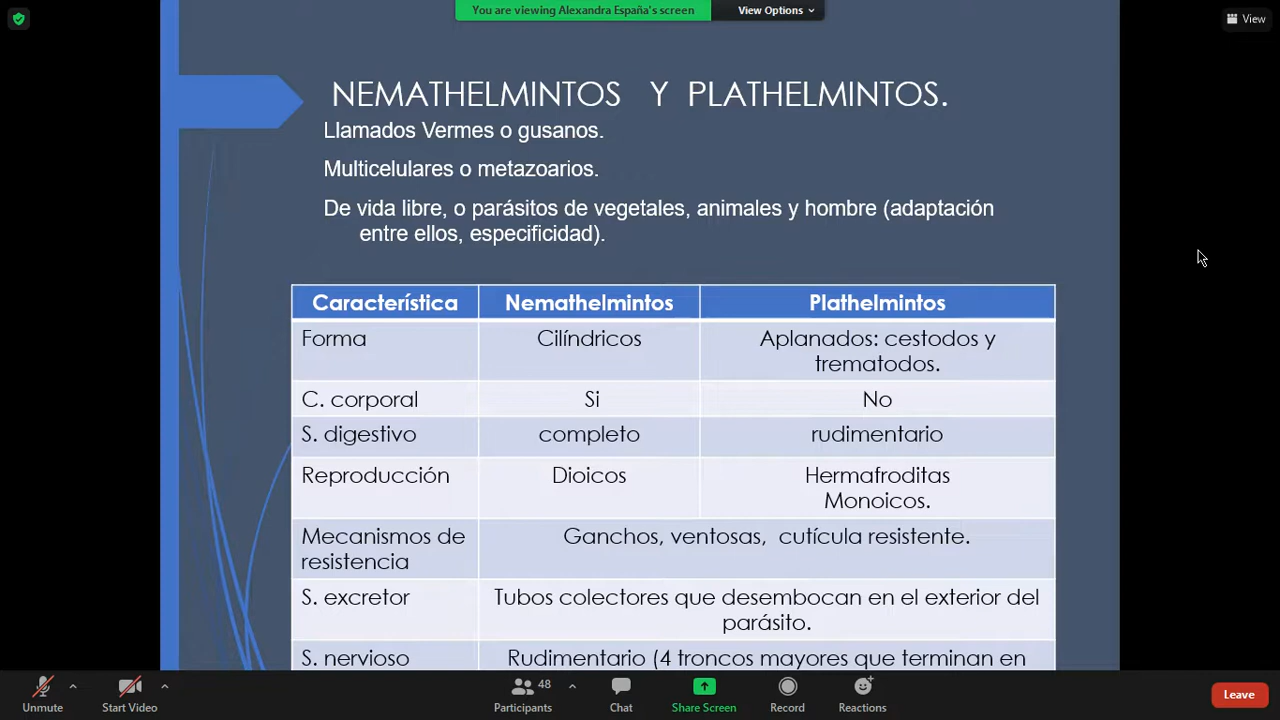 You are viewing Alexandra España's screen
View Options
View
NEMATHELMINTOS Y PLATHELMINTOS.
Llamados Vermes o gusanos.
Multicelulares o metazoarios.
De vida libre, o parásitos de vegetales, animales y hombre (adaptación
entre ellos, especificidad).
Característica Nemathelmintos Plathelmintos
Forma Cilíndricos Aplanados: cestodos y
trematodos.
C. corporal Si No
S. digestivo completo rudimentario
Reproducción Dioicos Hermafroditas
Monoicos.
Mecanismos de Ganchos, ventosas, cutícula resistente.
resistencia
S. excretor Tubos colectores que desembocan en el exterior del
parásito.
S. nervioso Rudimentario (4 troncos mayores que terminan en
48
Unmute Start Video Participants Chat Share Screen Record Reactions Leave